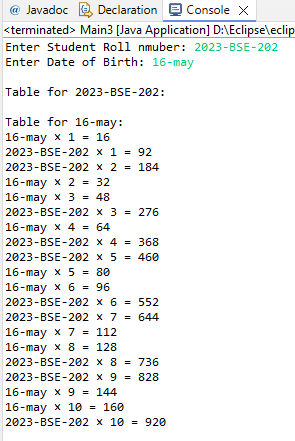 Javadoc Declaration Console
<terminated> Main3 [Java Application] D:\Eclipse\eclip
Enter Student Roll nmuber: 2023-BSE-202
Enter Date of Birth: 16-may
Table for 2023-BSE-202:
Table for 16-may:
16-may × 1 = 16
2023-BSE-202 × 1 = 92
2023-BSE-202 × 2 = 184
16-may × 2 = 32
16-may × 3 = 48
2023-BSE-202 × 3 = 276
16-may × 4 = 64
2023-BSE-202 × 4 = 368
2023-BSE-202 × 5 = 460
16-may × 5 = 80
16-may × 6 = 96
2023-BSE-202 × 6 = 552
2023-BSE-202 × 7 = 644
16-may × 7 = 112
16-may × 8 = 128
2023-BSE-202 × 8 = 736
2023-BSE-202 × 9 = 828
16-may × 9 = 144
16-may × 10 = 160
2023-BSE-202 × 10 = 920